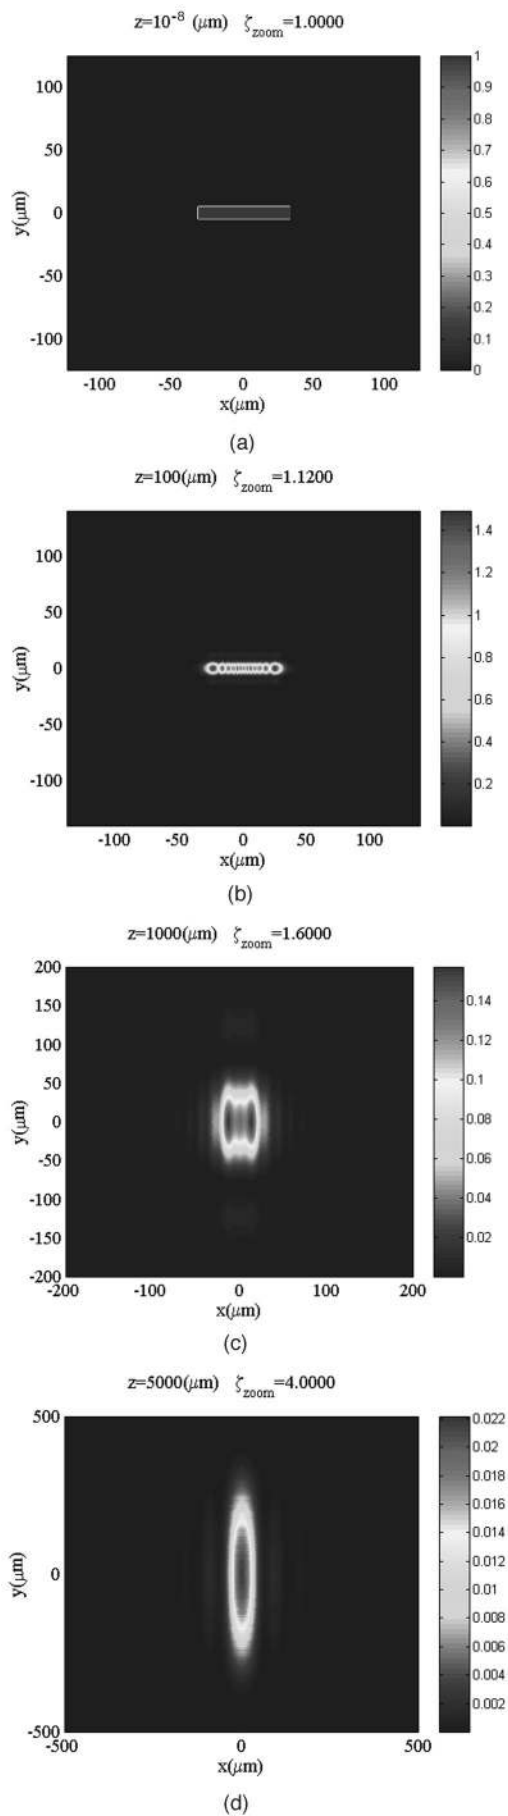 z=10⁻⁸ (μm) ζzoom=1.0000
100
50
0
-50
-100
y(μm)
-100 -50 0 50 100
x(μm)
1
0.9
0.8
0.7
0.6
0.5
0.4
0.3
0.2
0.1
0
(a)
z=100(μm) ζzoom=1.1200
100
50
0
-50
-100
y(μm)
-100 -50 0 50 100
x(μm)
1.4
1.2
1
0.8
0.6
0.4
0.2
(b)
z=1000(μm) ζzoom=1.6000
200
150
100
50
0
-50
-100
-150
-200
y(μm)
-200 -100 0 100 200
x(μm)
0.14
0.12
0.1
0.08
0.06
0.04
0.02
(c)
z=5000(μm) ζzoom=4.0000
500
0
-500
y(μm)
-500 0 500
x(μm)
0.022
0.02
0.018
0.016
0.014
0.012
0.01
0.008
0.006
0.004
0.002
(d)